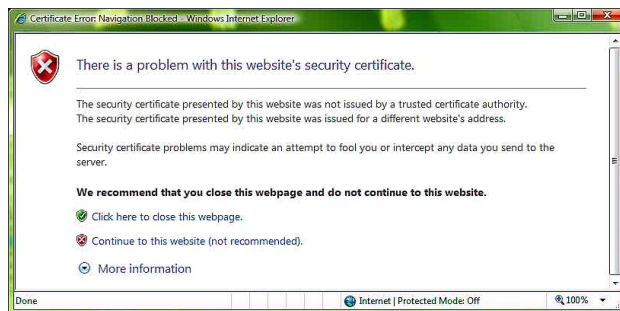 Certificate Error: Navigation Blocked - Windows Internet Explorer
There is a problem with this website's security certificate.
The security certificate presented by this website was not issued by a trusted certificate authority.
The security certificate presented by this website was issued for a different website's address.
Security certificate problems may indicate an attempt to fool you or intercept any data you send to the
server.
We recommend that you close this webpage and do not continue to this website.
Click here to close this webpage.
Continue to this website (not recommended).
More information
Done Internet | Protected Mode: Off 100%